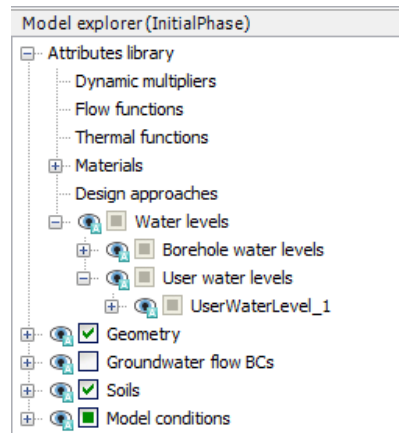 Model explorer (InitialPhase)
Attributes library
Dynamic multipliers
Flow functions
Thermal functions
Materials
Design approaches
Water levels
Borehole water levels
User water levels
UserWaterLevel_1
Geometry
Groundwater flow BCs
Soils
Model conditions